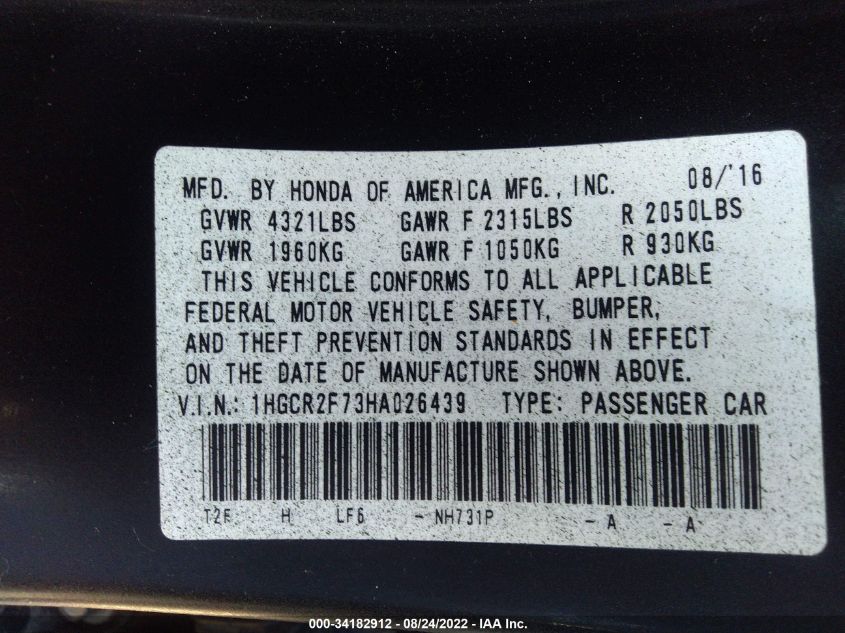 MFD. BY HONDA OF AMERICA MFG., INC. 08/'16
GVWR 4321LBS GAWR F 2315LBS R 2050LBS
GVWR 1960KG GAWR F 1050KG R 930KG
THIS VEHICLE CONFORMS TO ALL APPLICABLE
FEDERAL MOTOR VEHICLE SAFETY, BUMPER,
AND THEFT PREVENTION STANDARDS IN EFFECT
ON THE DATE OF MANUFACTURE SHOWN ABOVE.
V.I.N.: 1HGCR2F73HA026439 TYPE: PASSENGER CAR
T2F H LF6 - NH731P - A - A
000-34182912 - 08/24/2022 - IAA Inc.